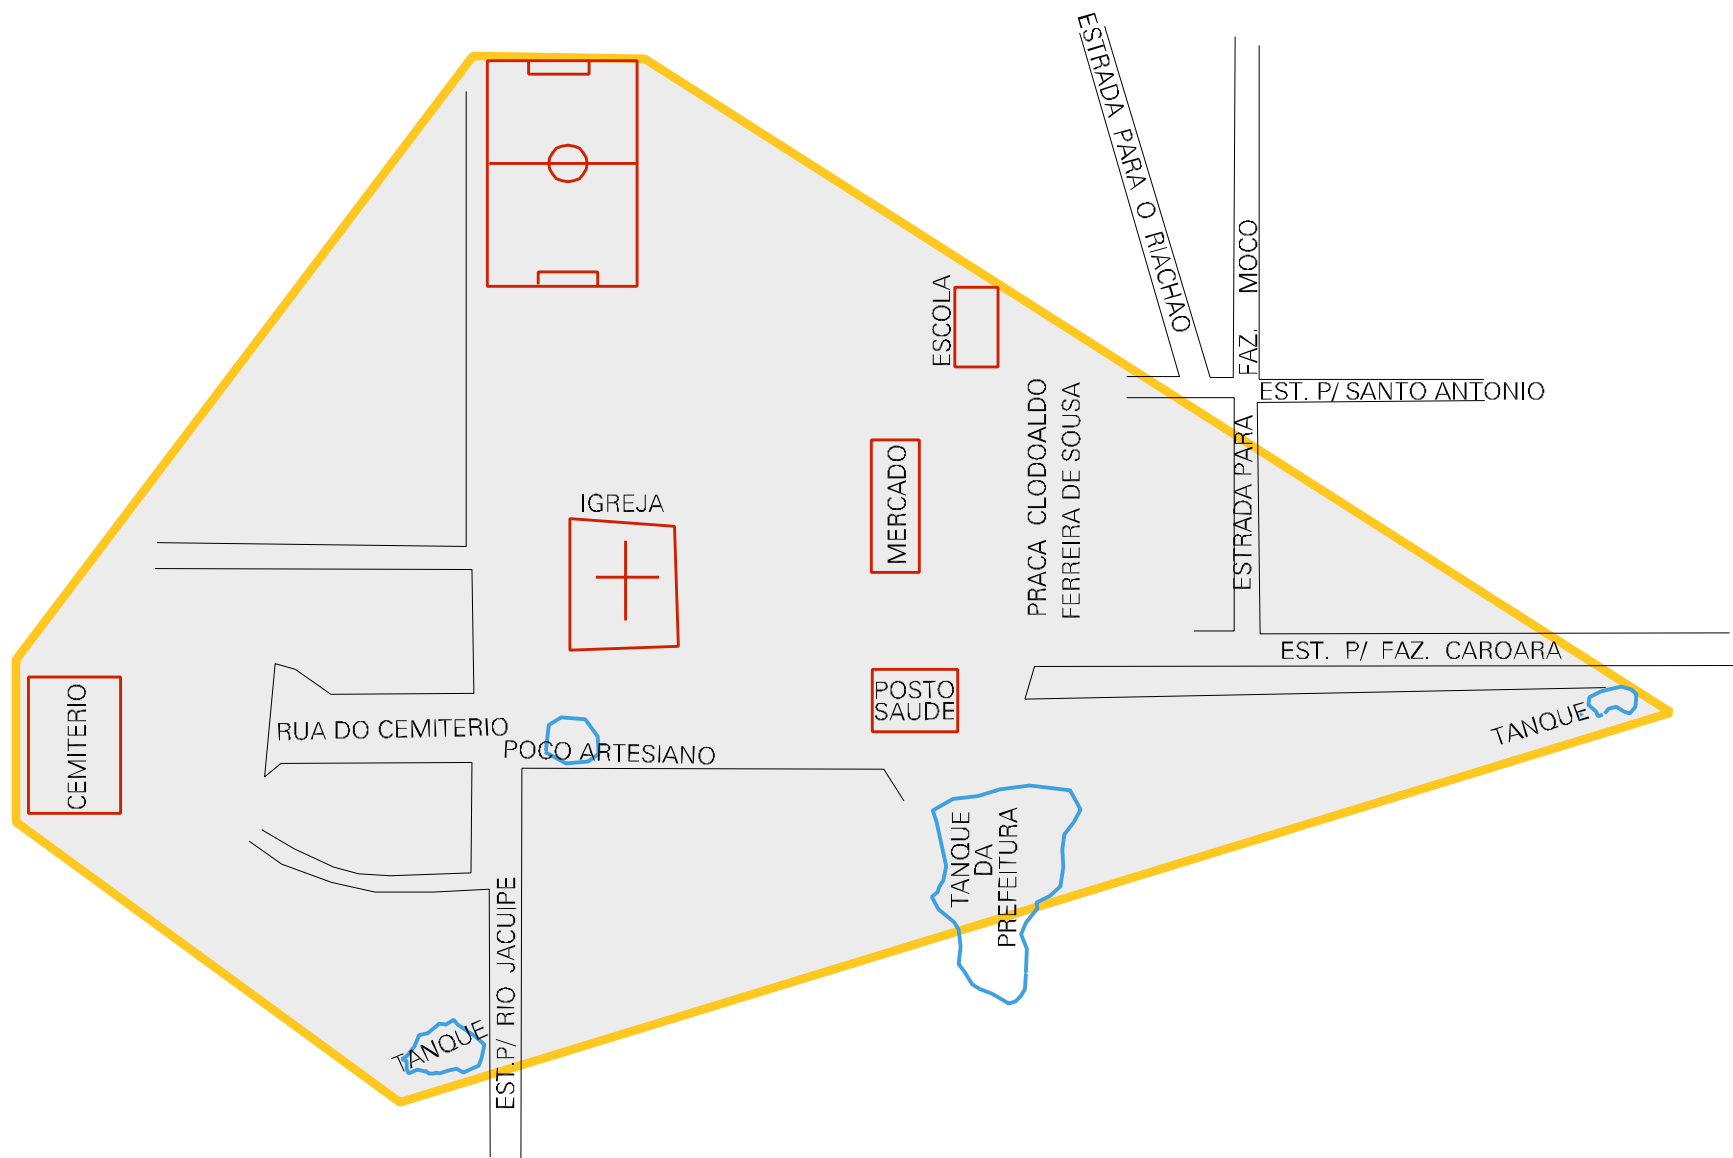 ESTRADA PARA O RIACHAO
FAZ. MOCO
ESCOLA
EST. P/ SANTO ANTONIO
PRACA CLODOALDO
FERREIRA DE SOUSA
ESTRADA PARA
MERCADO
IGREJA
EST. P/ FAZ. CAROARA
POSTO
SAUDE
CEMITERIO
RUA DO CEMITERIO
POCO ARTESIANO
TANQUE
TANQUE
DA
PREFEITURA
EST.P/ RIO JACUIPE
TANQUE